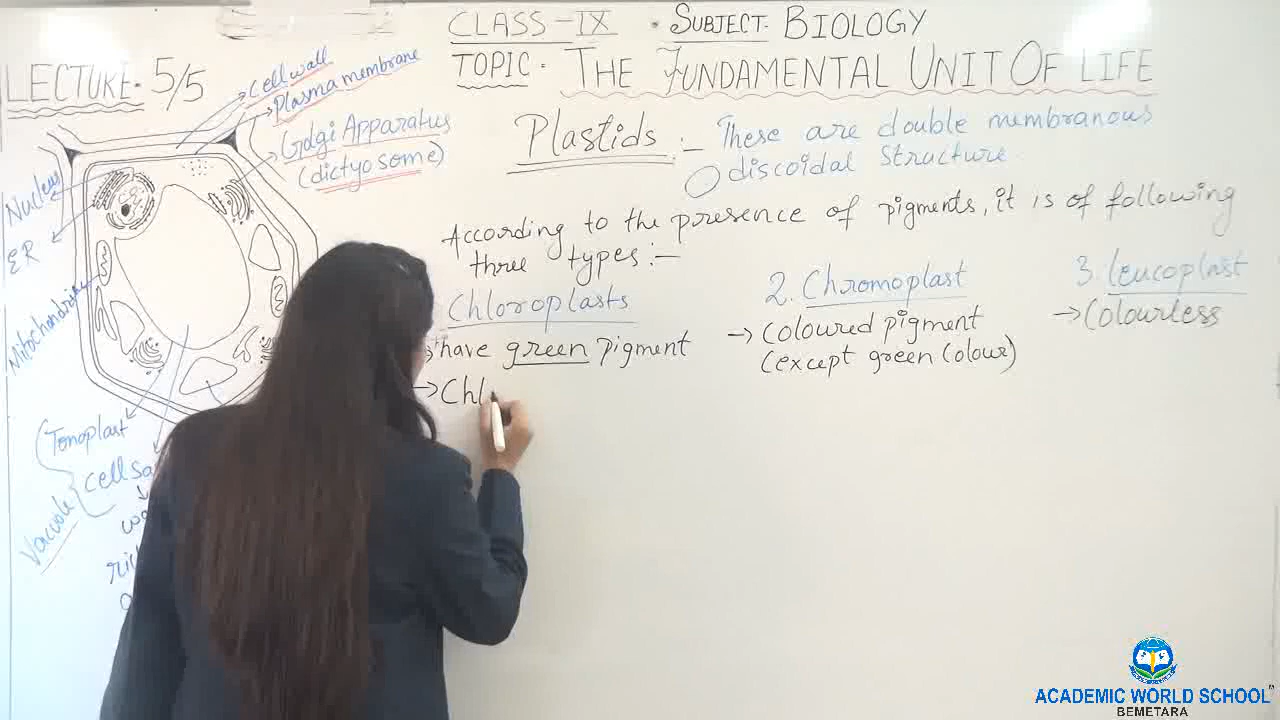 CLASS - IX • SUBJECT. BIOLOGY
TOPIC - THE FUNDAMENTAL UNIT OF LIFE
LECTURE - 5/5
Cell wall
Plasma membrane
Golgi Apparatus
(dictyosome)
Nucleus
ER
Mitochondria
Tonoplast
Cell Sa
Vacuole
Plastids :- These are double membranous
discoidal Structure.
According to the presence of pigments, it is of following
three types :-
Chloroplasts
→ have green pigment
→ Chl
2. Chromoplast
→ Coloured pigment
(except green Colour)
3. leucoplast
→ Colourless
ACADEMIC WORLD SCHOOL
BEMETARA